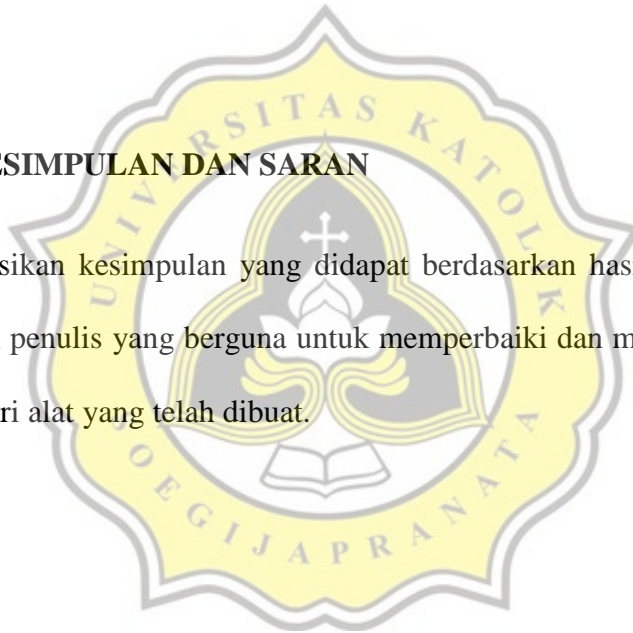 ESIMPULAN DAN SARAN
sikan kesimpulan yang didapat berdasarkan has
penulis yang berguna untuk memperbaiki dan m
ri alat yang telah dibuat.
UNIVERSITAS KATOLIK
SOEGIJAPRANATA